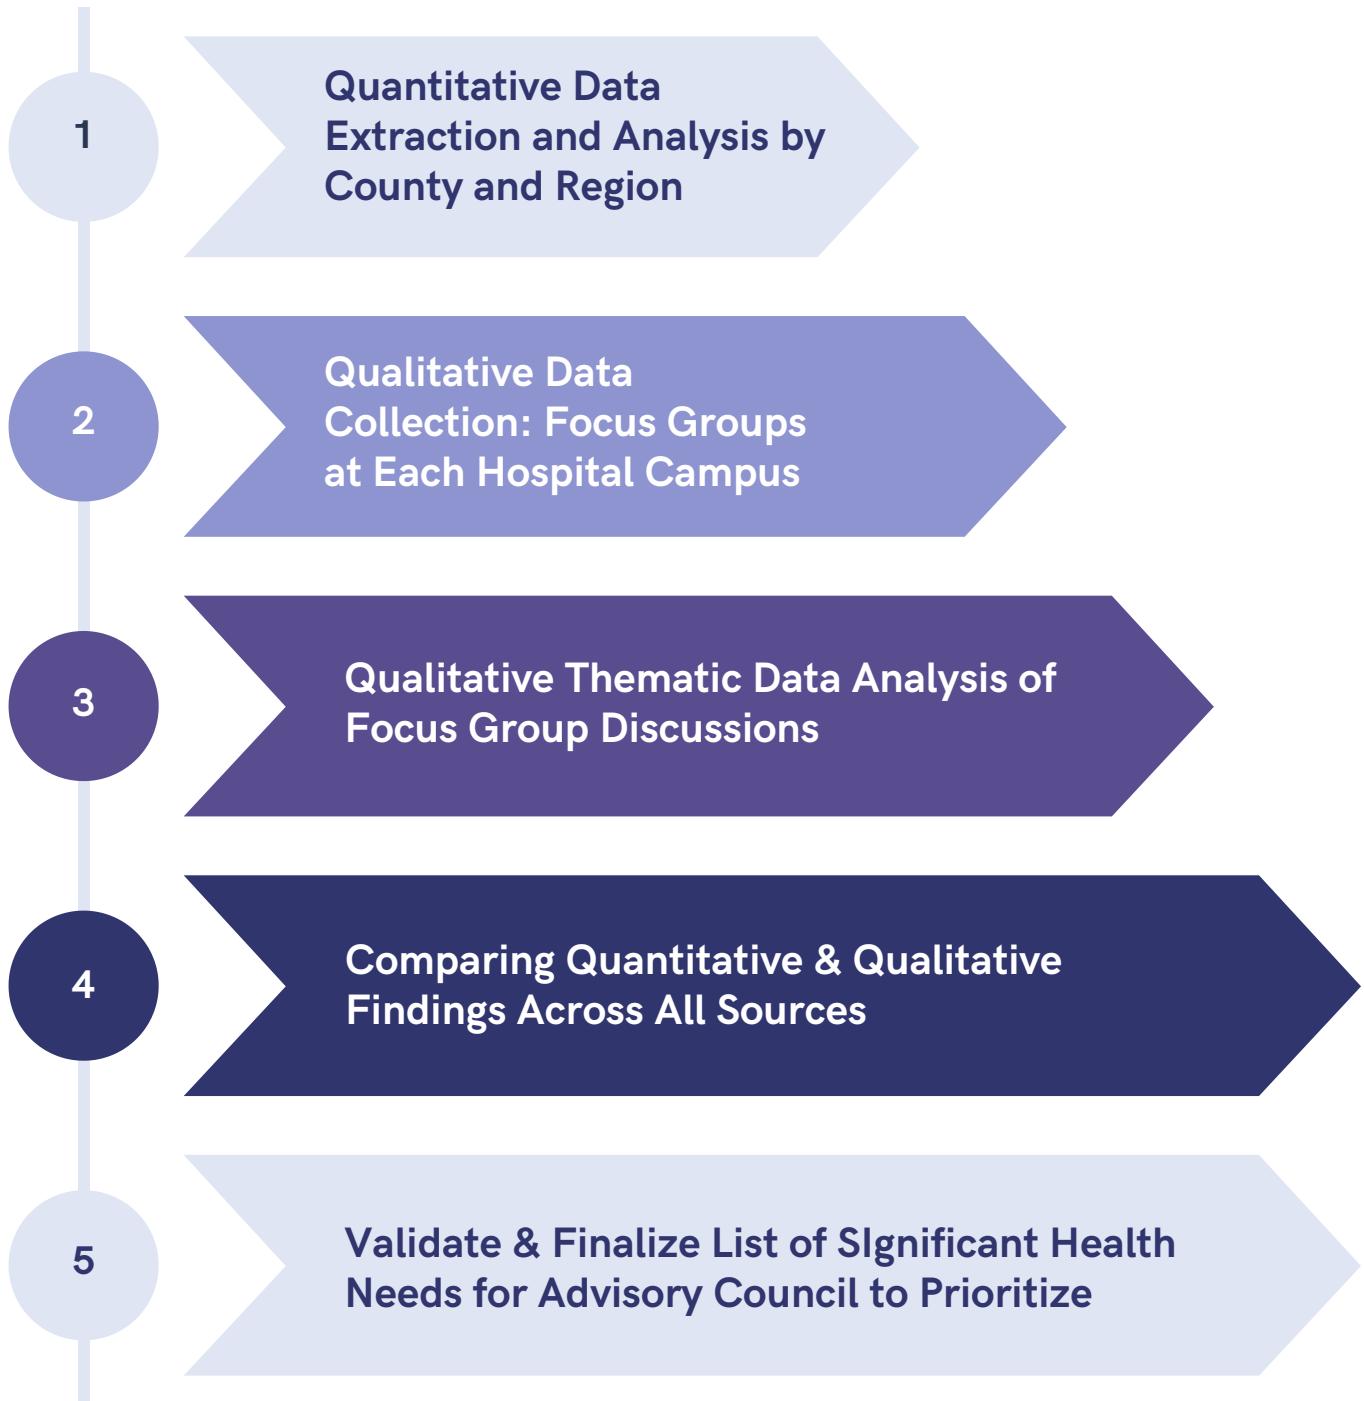 1
Quantitative Data
Extraction and Analysis by
County and Region
2
Qualitative Data
Collection: Focus Groups
at Each Hospital Campus
3
Qualitative Thematic Data Analysis of
Focus Group Discussions
4
Comparing Quantitative & Qualitative
Findings Across All Sources
5
Validate & Finalize List of SIgnificant Health
Needs for Advisory Council to Prioritize